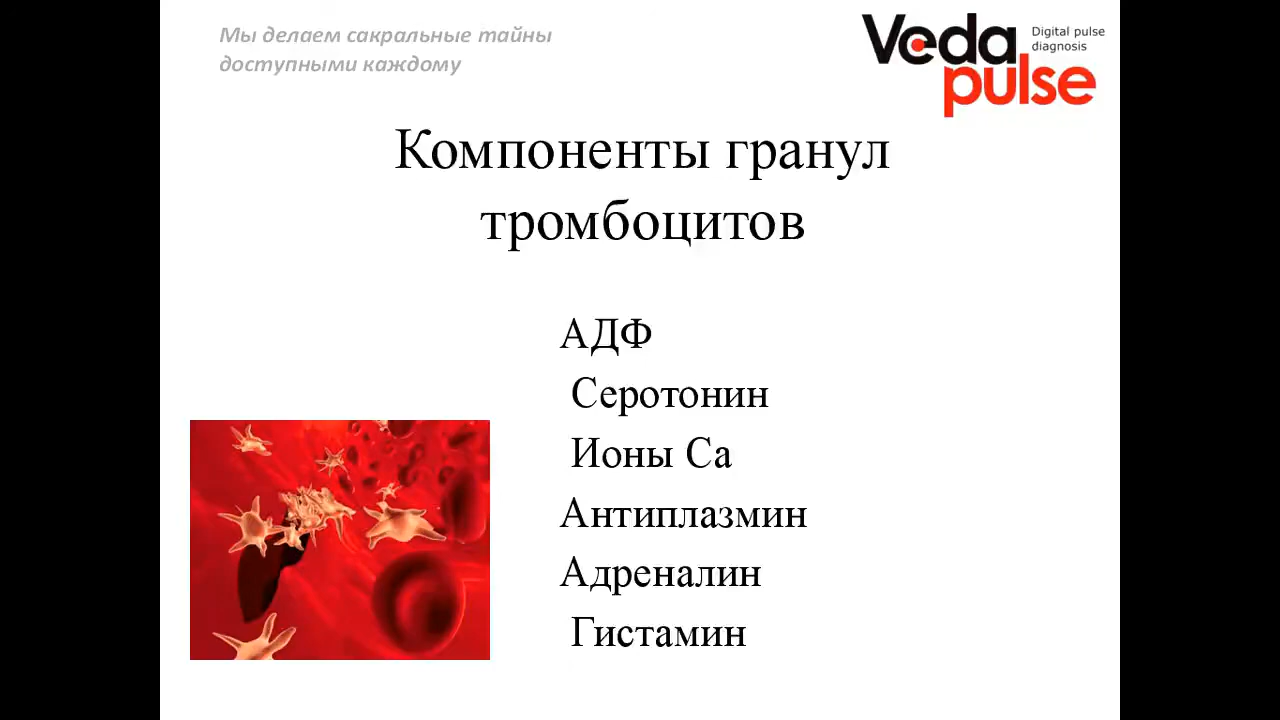 Мы делаем сакральные тайны
доступными каждому
Veda
pulse
Digital pulse
diagnosis
Компоненты гранул
тромбоцитов
АДФ
Серотонин
Ионы Са
Антиплазмин
Адреналин
Гистамин